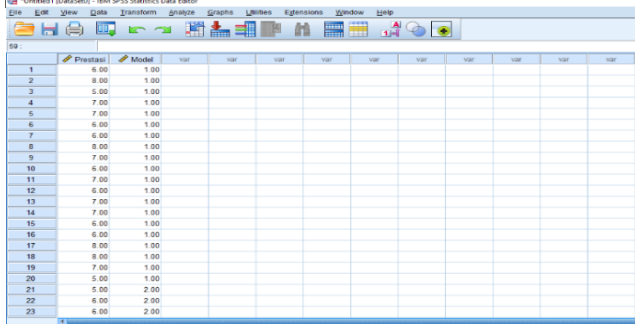 *Untitled1 [DataSet0] - IBM SPSS Statistics Data Editor
File Edit View Data Transform Analyze Graphs Utilities Extensions Window Help
59 :
Prestasi Model var var var var var var var var var
1 6.00 1.00
2 8.00 1.00
3 5.00 1.00
4 7.00 1.00
5 7.00 1.00
6 6.00 1.00
7 6.00 1.00
8 8.00 1.00
9 7.00 1.00
10 6.00 1.00
11 7.00 1.00
12 6.00 1.00
13 7.00 1.00
14 7.00 1.00
15 6.00 1.00
16 6.00 1.00
17 8.00 1.00
18 8.00 1.00
19 7.00 1.00
20 5.00 1.00
21 5.00 2.00
22 6.00 2.00
23 6.00 2.00